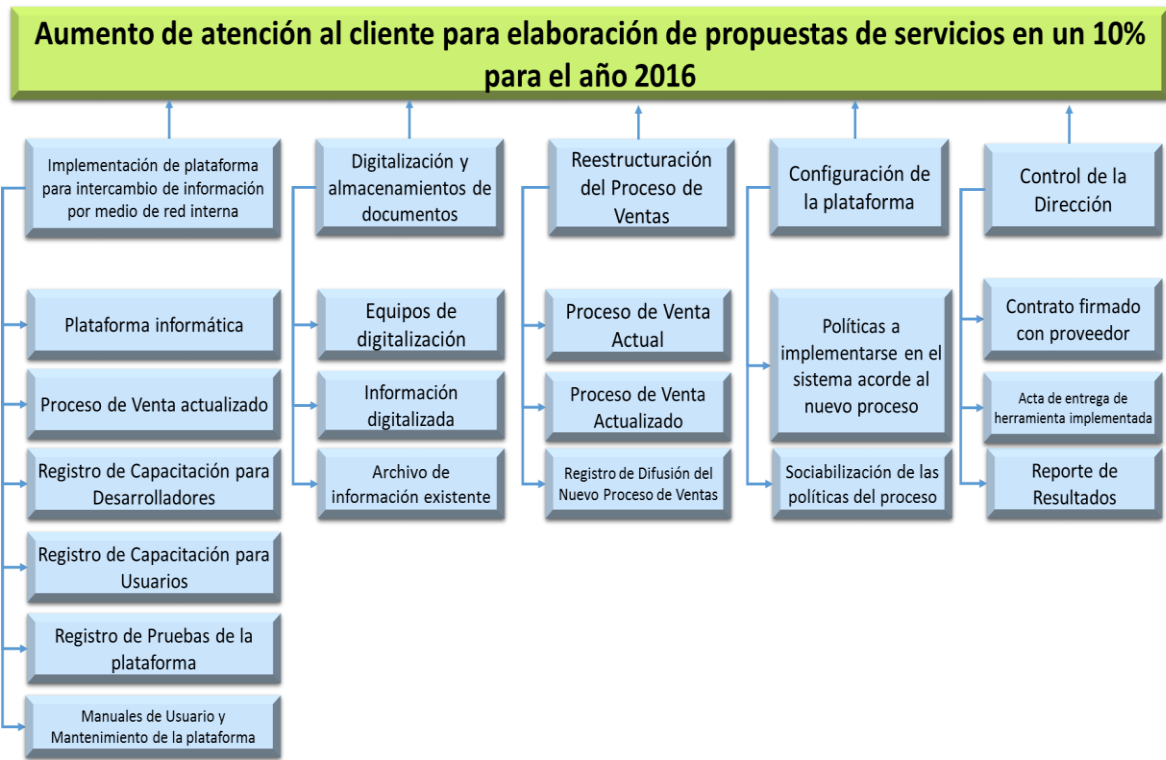 Aumento de atención al cliente para elaboración de propuestas de servicios en un 10%
para el año 2016
Implementación de plataforma
para intercambio de información
por medio de red interna
Plataforma informática
Proceso de Venta actualizado
Registro de Capacitación para
Desarrolladores
Registro de Capacitación para
Usuarios
Registro de Pruebas de la
plataforma
Manuales de Usuario y
Mantenimiento de la plataforma
Digitalización y
almacenamientos de
documentos
Equipos de
digitalización
Información
digitalizada
Archivo de
información existente
Reestructuración
del Proceso de
Ventas
Proceso de Venta
Actual
Proceso de Venta
Actualizado
Registro de Difusión del
Nuevo Proceso de Ventas
Configuración de
la plataforma
Políticas a
implementarse en el
sistema acorde al
nuevo proceso
Sociabilización de las
políticas del proceso
Control de la
Dirección
Contrato firmado
con proveedor
Acta de entrega de
herramienta implementada
Reporte de
Resultados